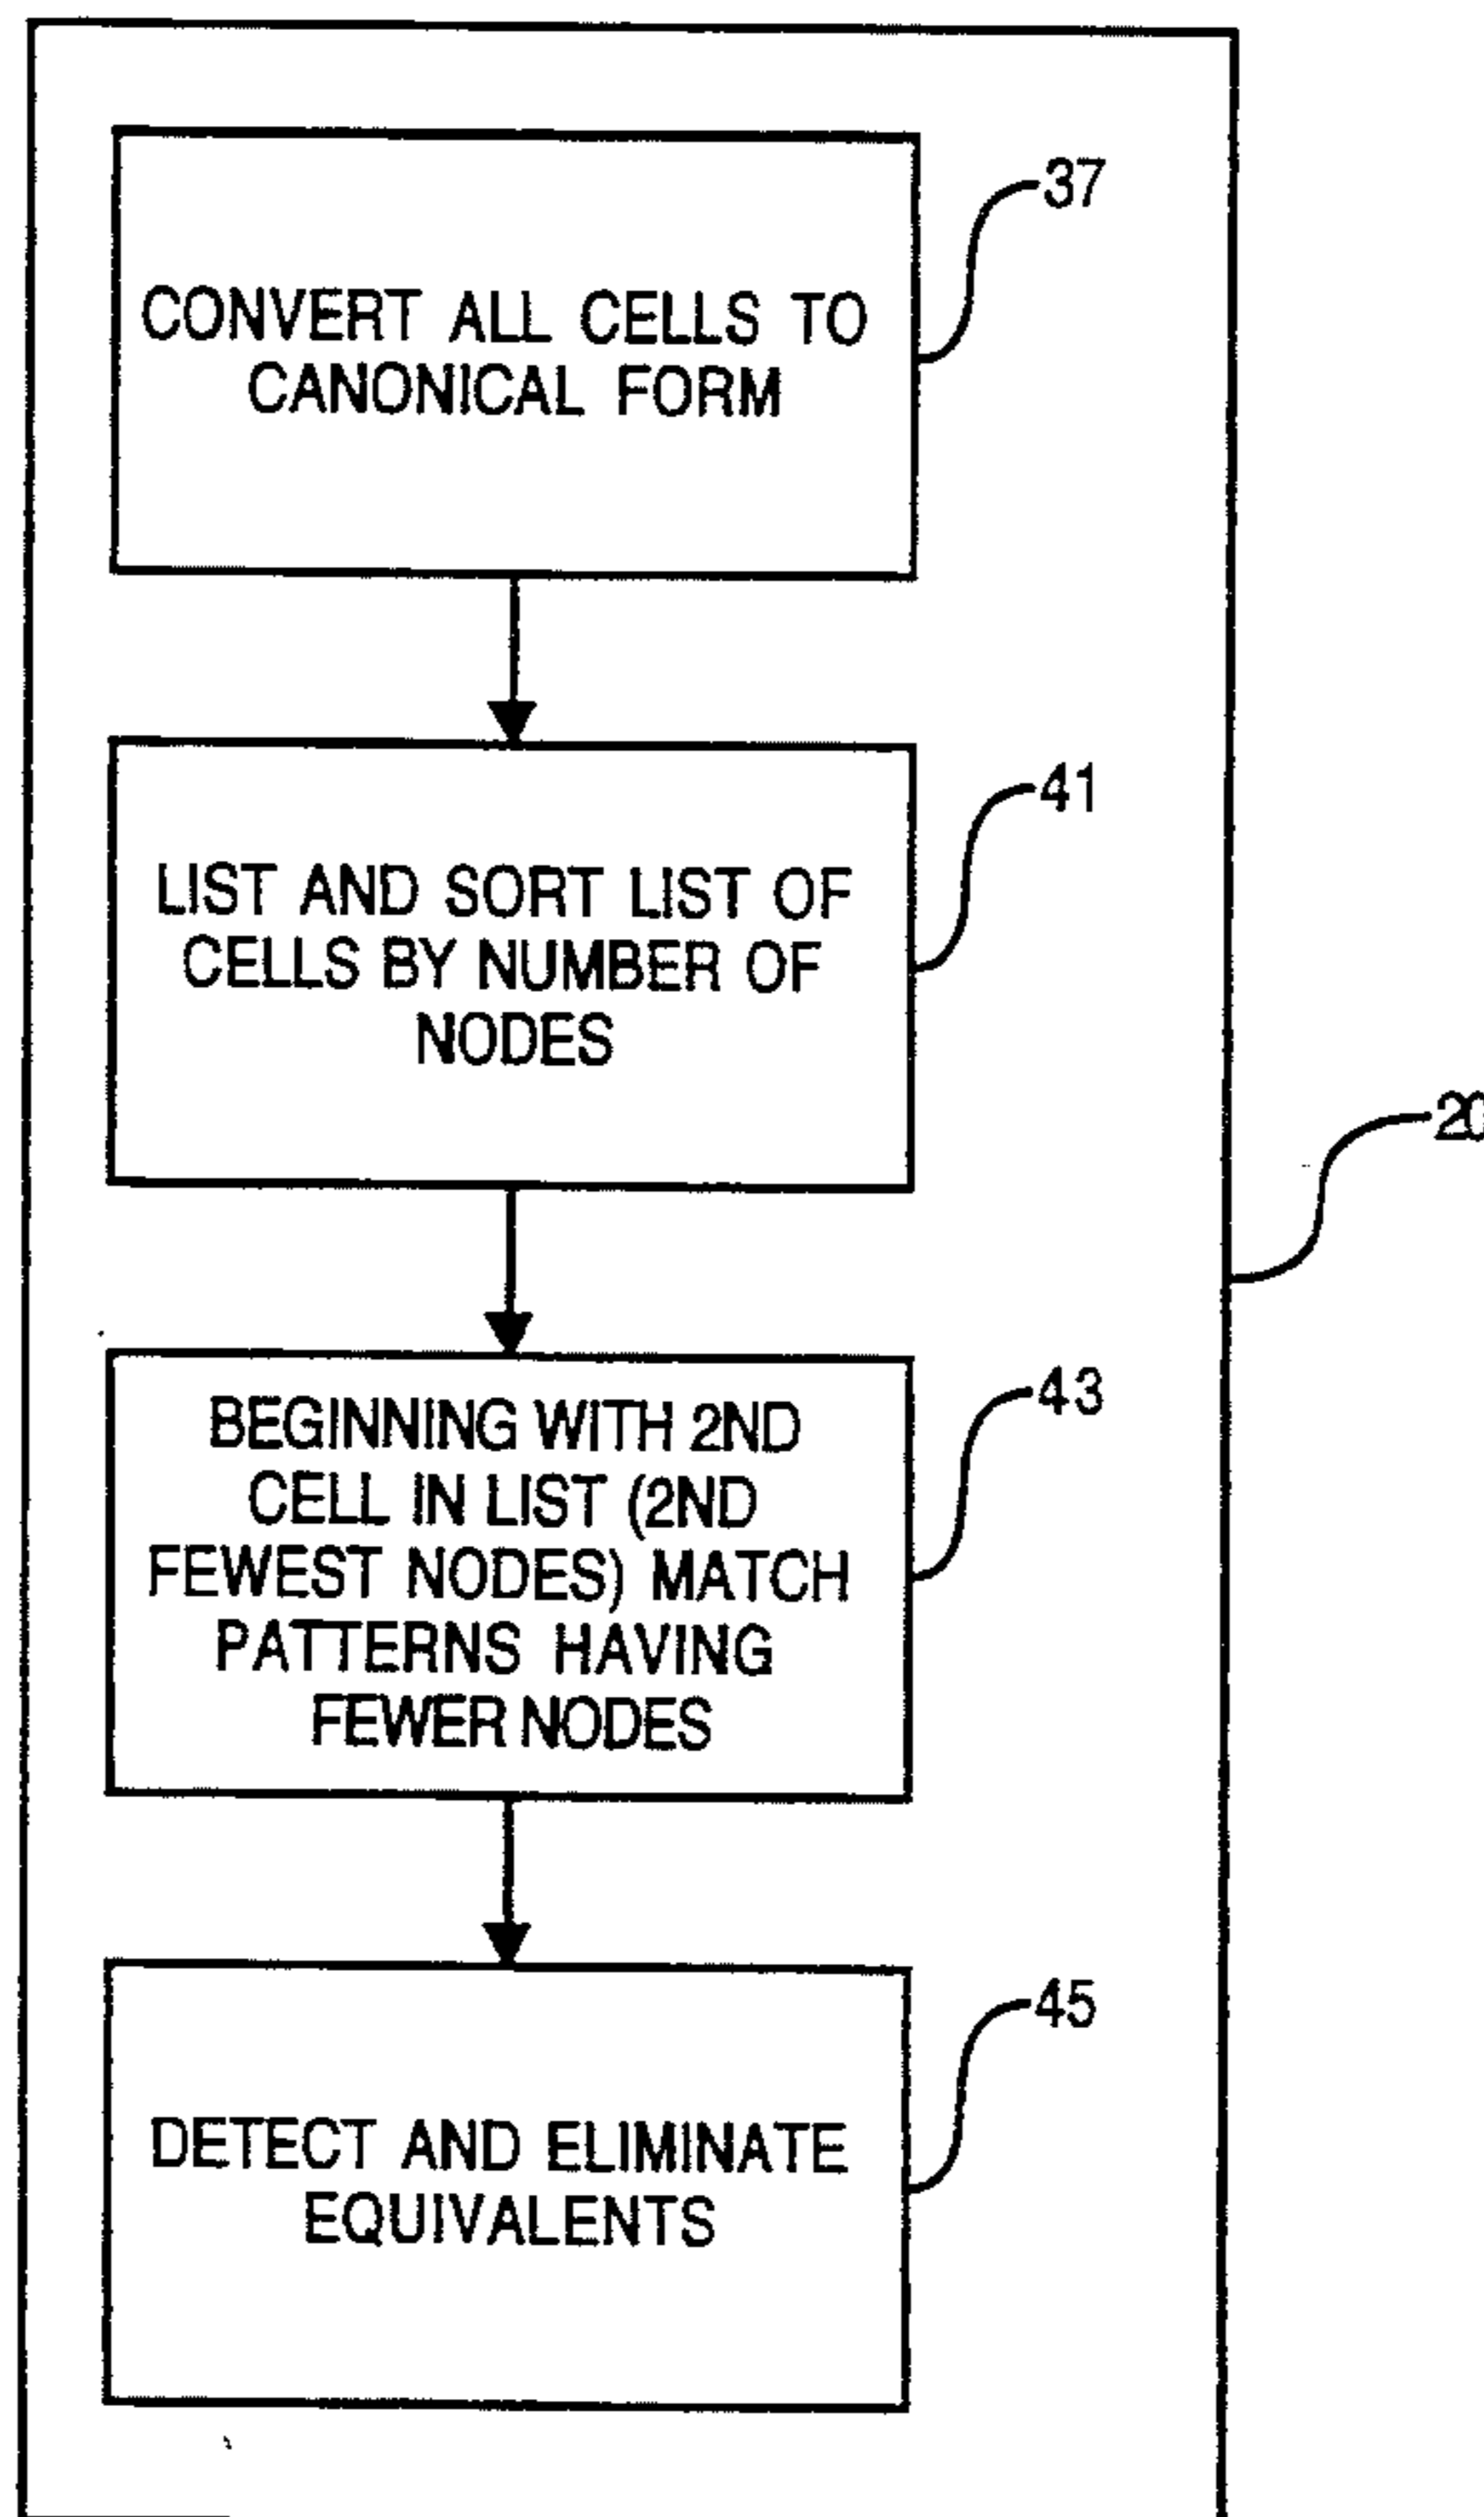 37
CONVERT ALL CELLS TO
CANONICAL FORM
41
LIST AND SORT LIST OF
CELLS BY NUMBER OF
NODES
20
43
BEGINNING WITH 2ND
CELL IN LIST (2ND
FEWEST NODES) MATCH
PATTERNS HAVING
FEWER NODES
45
DETECT AND ELIMINATE
EQUIVALENTS